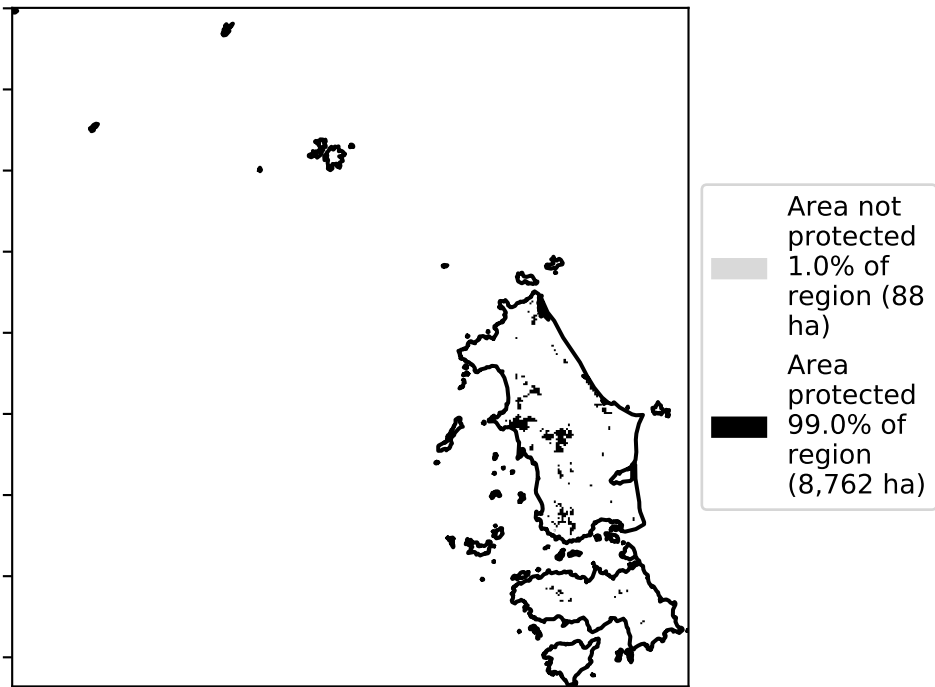 Area not
protected
1.0% of
region (88
ha)
Area
protected
99.0% of
region
(8,762 ha)